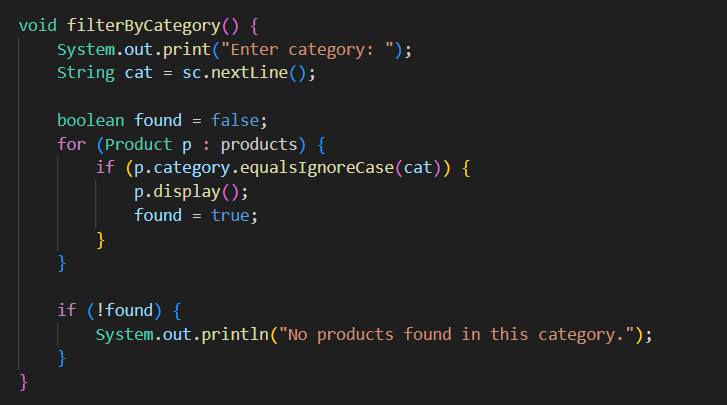 void filterByCategory() {
    System.out.print("Enter category: ");
    String cat = sc.nextLine();

    boolean found = false;
    for (Product p : products) {
        if (p.category.equalsIgnoreCase(cat)) {
            p.display();
            found = true;
        }
    }

    if (!found) {
        System.out.println("No products found in this category.");
    }
}